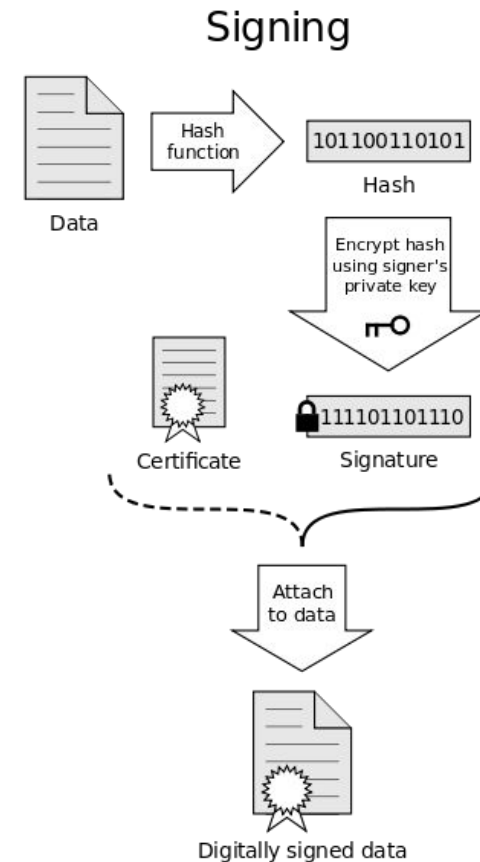 Signing
Hash
function
101100110101
Hash
Data
Encrypt hash
using signer's
private key
111101101110
Certificate
Signature
Attach
to data
Digitally signed data